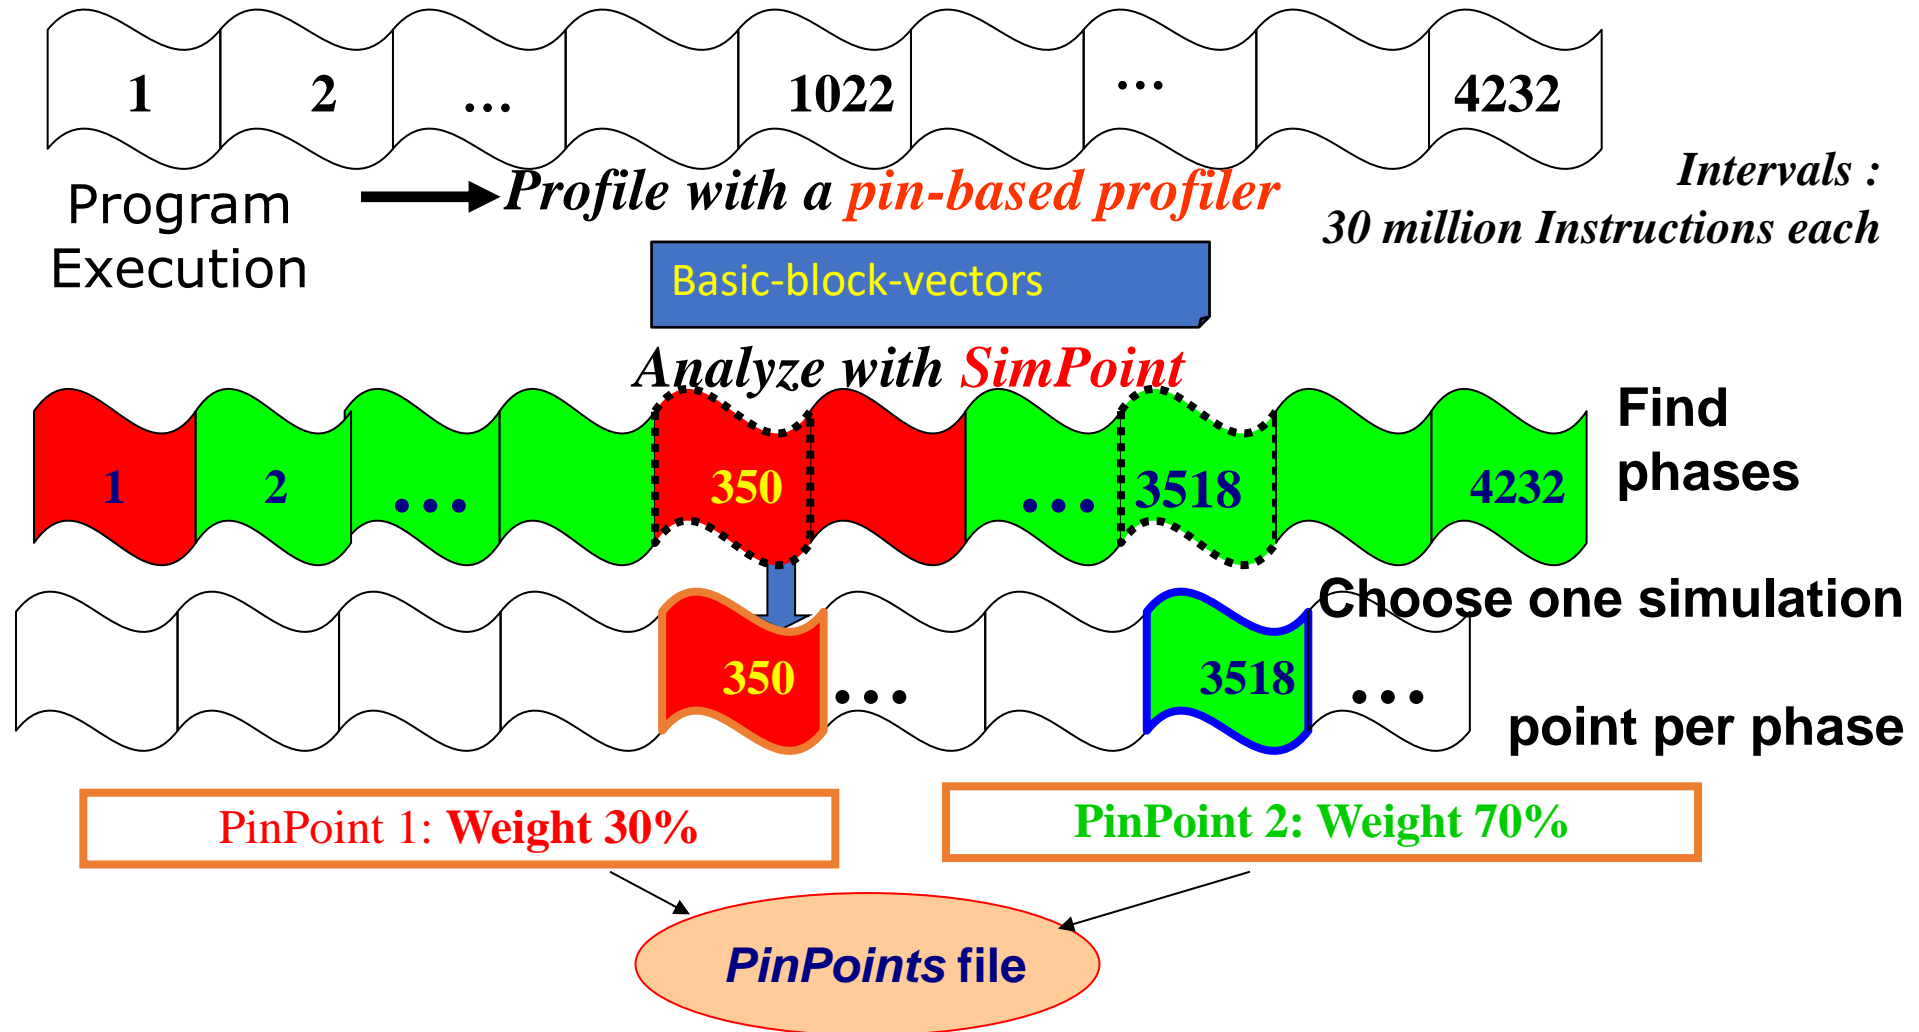 1 2 ... 1022 ... 4232
Program
Execution
Profile with a pin-based profiler
Intervals :
30 million Instructions each
Basic-block-vectors
Analyze with SimPoint
1 2 ... 350 ... 3518 4232
Find
phases
Choose one simulation
350 ... 3518 ...
point per phase
PinPoint 1: Weight 30%
PinPoint 2: Weight 70%
PinPoints file